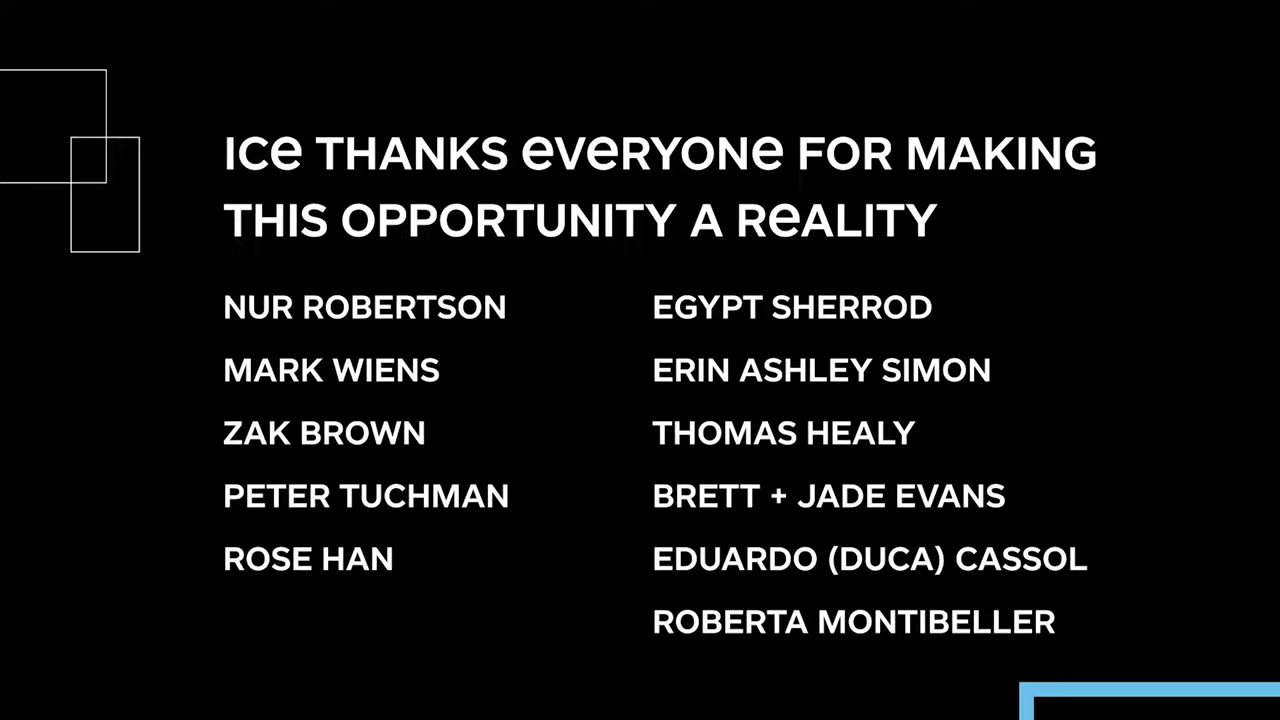 ICe THANKS eVeRYONe FOR MAKING
THIS OPPORTUNITY A ReALITY
NUR ROBERTSON
MARK WIENS
ZAK BROWN
PETER TUCHMAN
ROSE HAN
EGYPT SHERROD
ERIN ASHLEY SIMON
THOMAS HEALY
BRETT + JADE EVANS
EDUARDO (DUCA) CASSOL
ROBERTA MONTIBELLER